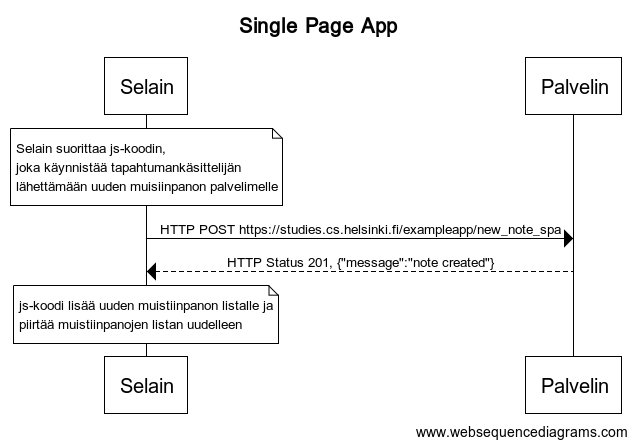 Single Page App
Selain
Palvelin
Selain suorittaa js-koodin,
joka käynnistää tapahtumankäsittelijän
lähettämään uuden muisiinpanon palvelimelle
HTTP POST https://studies.cs.helsinki.fi/exampleapp/new_note_spa
HTTP Status 201, {"message":"note created"}
js-koodi lisää uuden muistiinpanon listalle ja
piirtää muistiinpanojen listan uudelleen
Selain
Palvelin
www.websequencediagrams.com